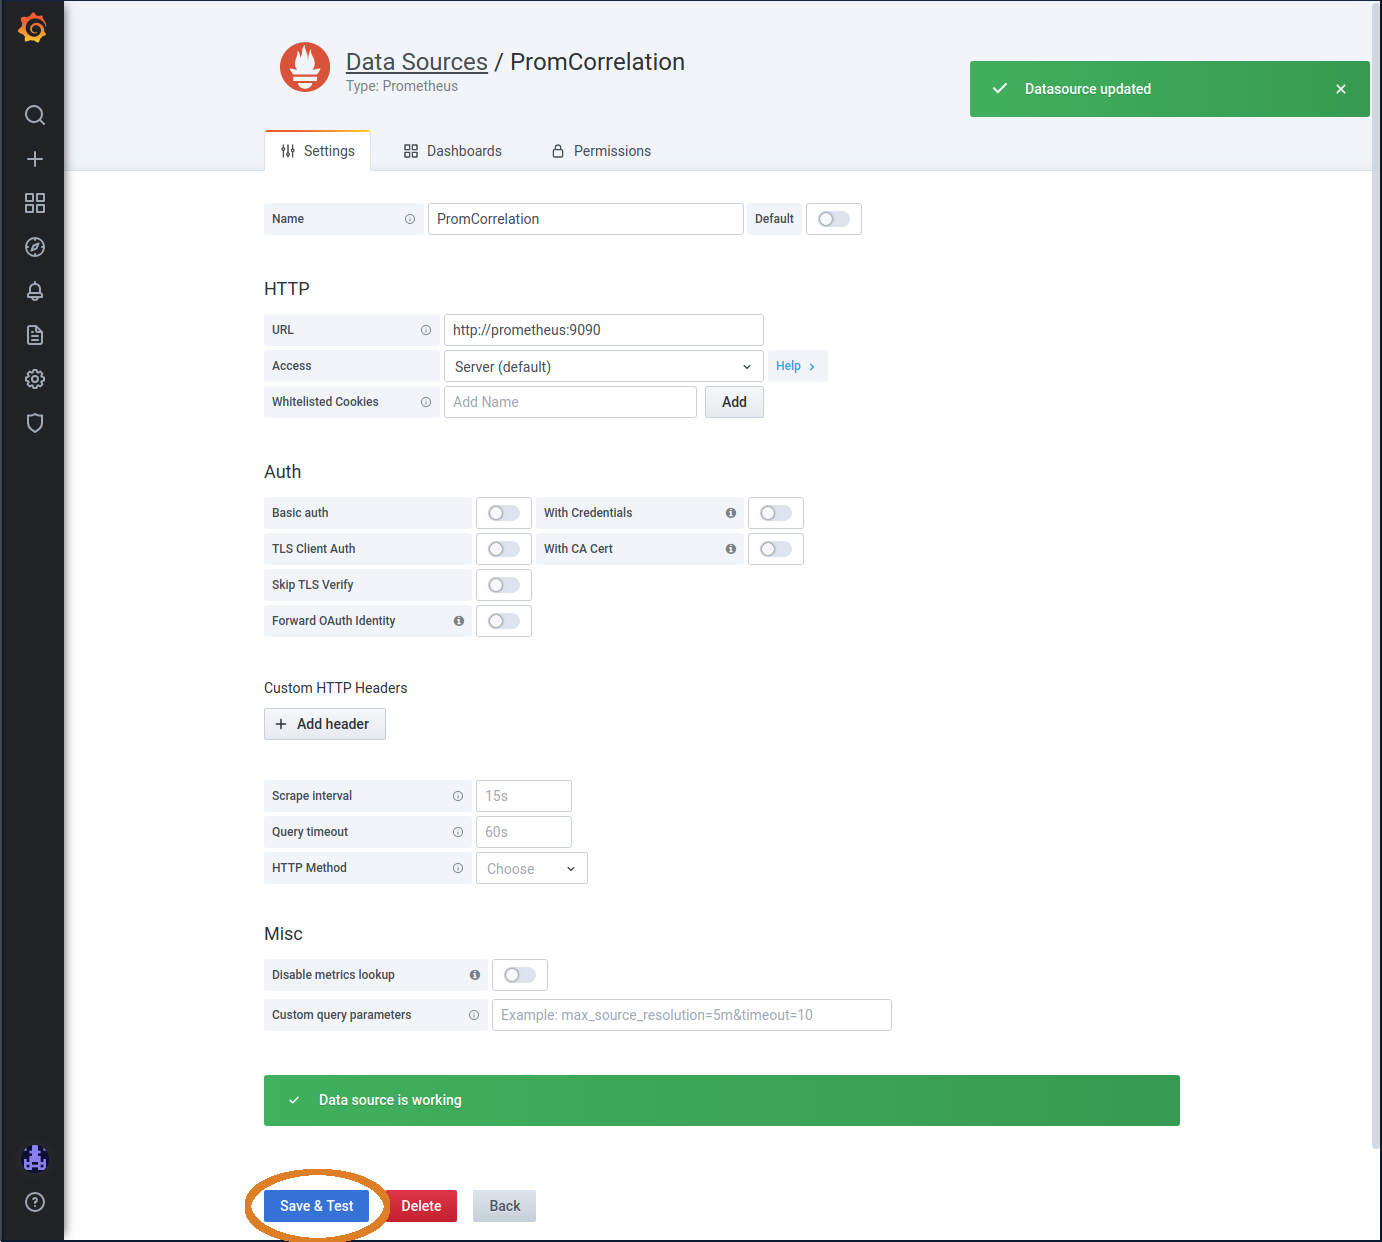 Data Sources / PromCorrelation
Type: Prometheus
Datasource updated
Settings Dashboards Permissions
Name PromCorrelation Default
HTTP
URL http://prometheus:9090
Access Server (default) Help
Whitelisted Cookies Add Name Add
Auth
Basic auth With Credentials
TLS Client Auth With CA Cert
Skip TLS Verify
Forward OAuth Identity
Custom HTTP Headers
Add header
Scrape interval 15s
Query timeout 60s
HTTP Method Choose
Misc
Disable metrics lookup
Custom query parameters Example: max_source_resolution=5m&timeout=10
Data source is working
Save & Test Delete Back